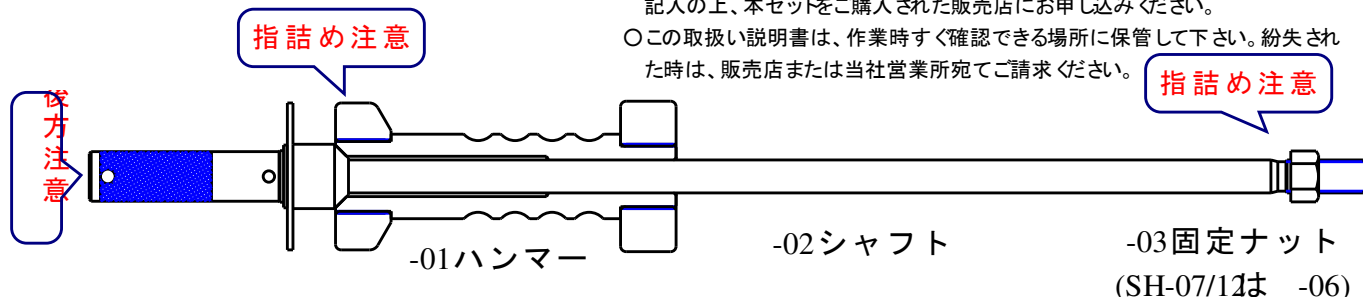 記入の上、本セットをご購入された販売店にお申し込みください。
○この取扱い説明書は、作業時すぐ確認できる場所に保管して下さい。紛失され
た時は、販売店または当社営業所宛てご請求ください。
指詰め注意
指詰め注意
後方注意
-01ハンマー
-02シャフト
-03固定ナット
(SH-07/12は -06)